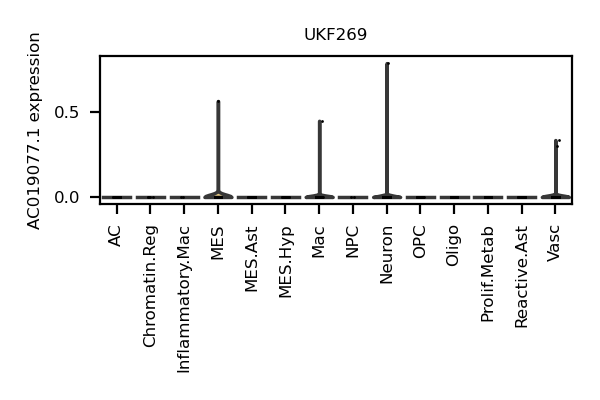 UKF269
AC019077.1 expression
0.5
0.0
AC
Chromatin.Reg
Inflammatory.Mac
MES
MES.Ast
MES.Hyp
Mac
NPC
Neuron
OPC
Oligo
Prolif.Metab
Reactive.Ast
Vasc